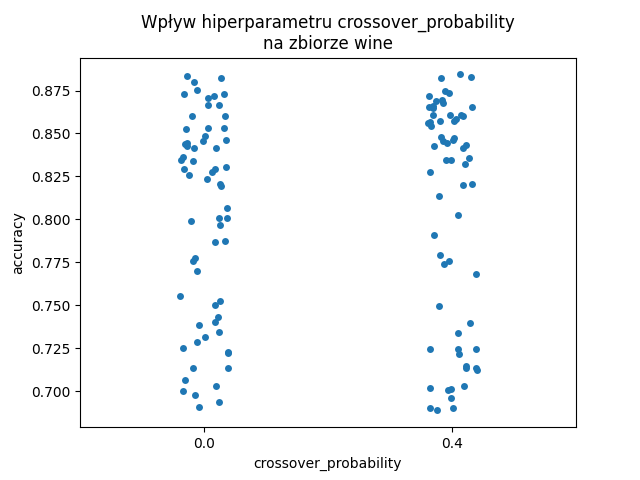 Wpływ hiperparametru crossover_probability
na zbiorze wine
accuracy
0.875
0.850
0.825
0.800
0.775
0.750
0.725
0.700
0.0
0.4
crossover_probability